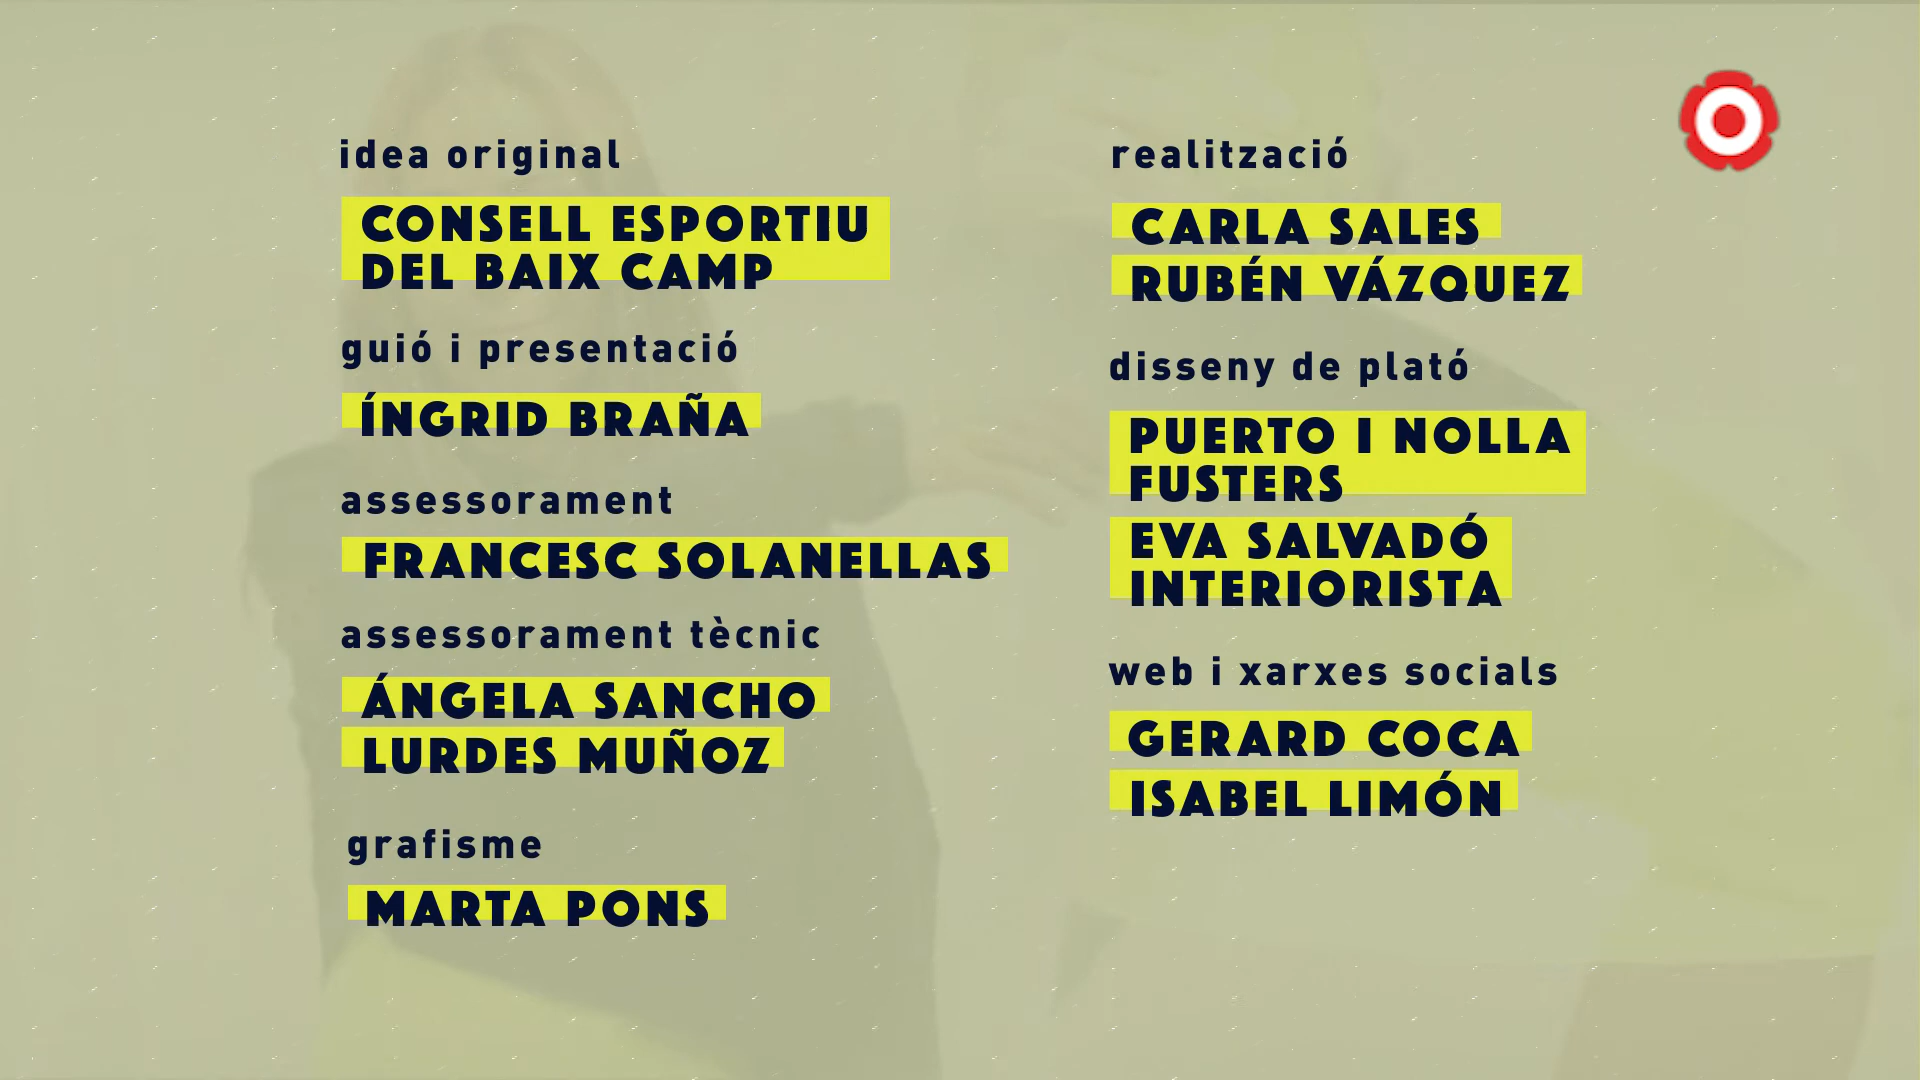 idea original
CONSELL ESPORTIU
DEL BAIX CAMP
guió i presentació
ÍNGRID BRAÑA
assessorament
FRANCESC SOLANELLAS
assessorament tècnic
ÁNGELA SANCHO
LURDES MUÑOZ
grafisme
MARTA PONS
realització
CARLA SALES
RUBÉN VÁZQUEZ
disseny de plató
PUERTO I NOLLA
FUSTERS
EVA SALVADÓ
INTERIORISTA
web i xarxes socials
GERARD COCA
ISABEL LIMÓN